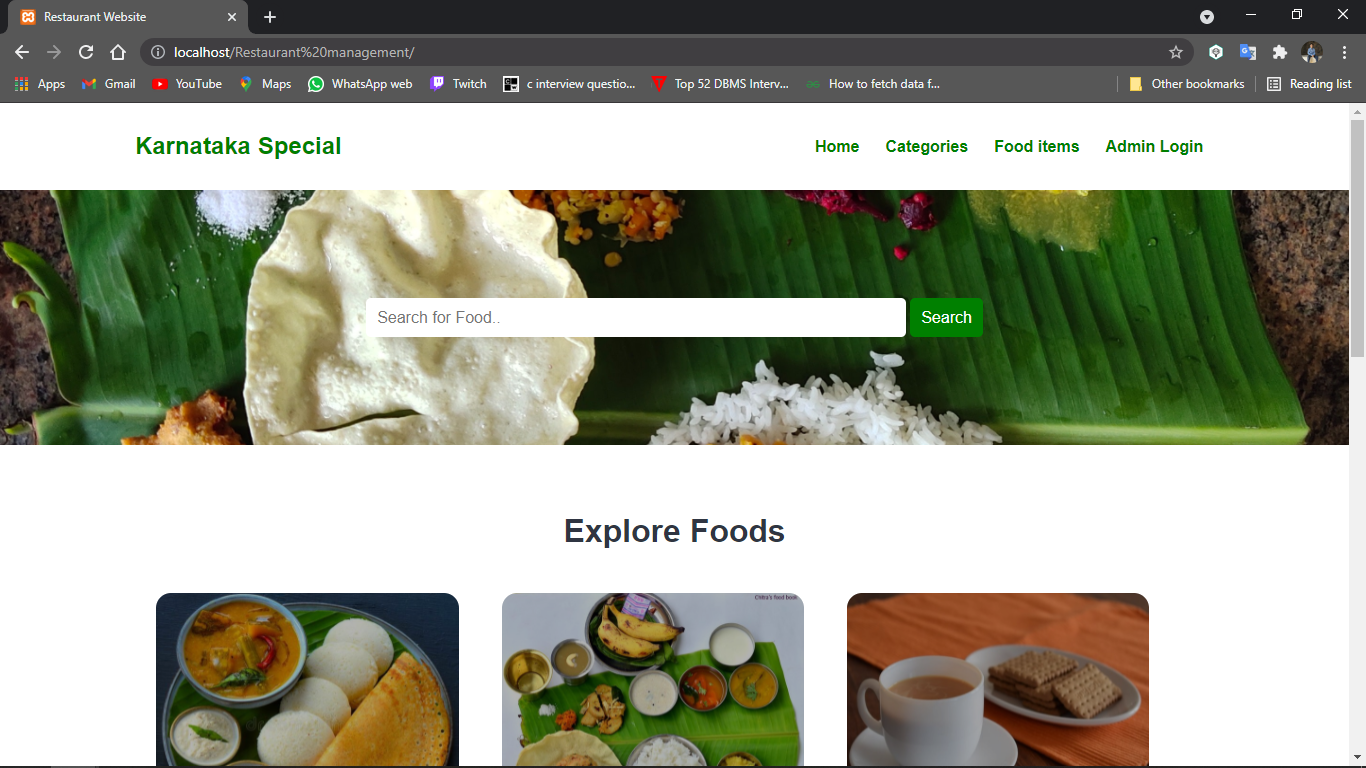 Restaurant Website
localhost/Restaurant%20management/
Apps Gmail YouTube Maps WhatsApp web Twitch c interview questio... Top 52 DBMS Interv... How to fetch data f... Other bookmarks Reading list
Karnataka Special Home Categories Food items Admin Login
Search for Food.. Search
Explore Foods
Chitra's food book